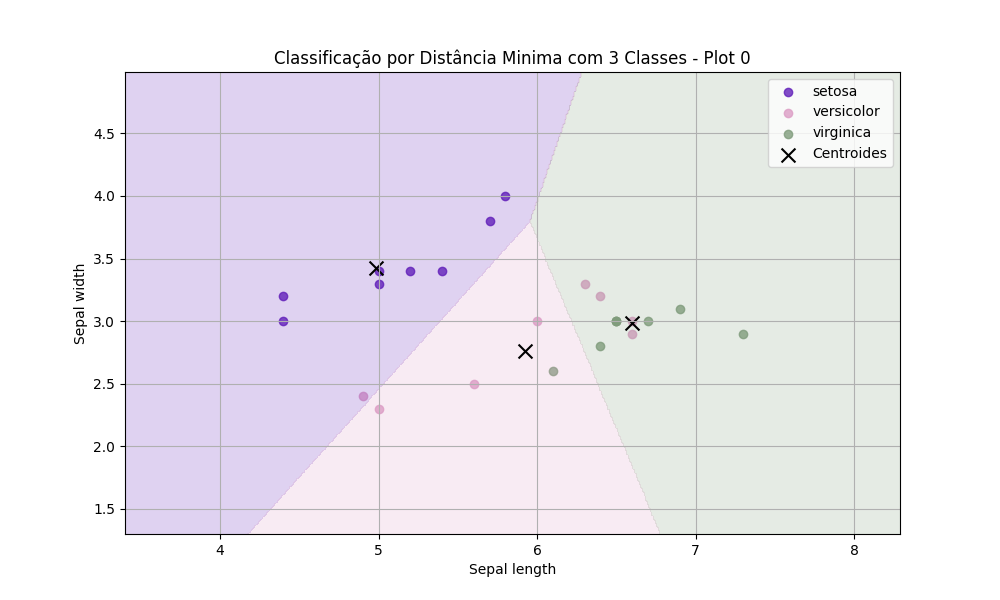 Classificação por Distância Minima com 3 Classes - Plot 0
setosa
versicolor
virginica
Centroides
Sepal width
4.5
4.0
3.5
3.0
2.5
2.0
1.5
4 5 6 7 8
Sepal length